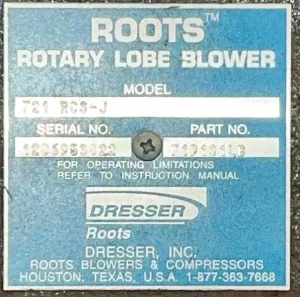 ROOTS™
ROTARY LOBE BLOWER
MODEL
721 RCS-J
SERIAL NO. PART NO.
FOR OPERATING LIMITATIONS
REFER TO INSTRUCTION MANUAL
DRESSER
Roots
DRESSER, INC.
ROOTS BLOWERS & COMPRESSORS
HOUSTON, TEXAS, U.S.A. 1-877-363-7668